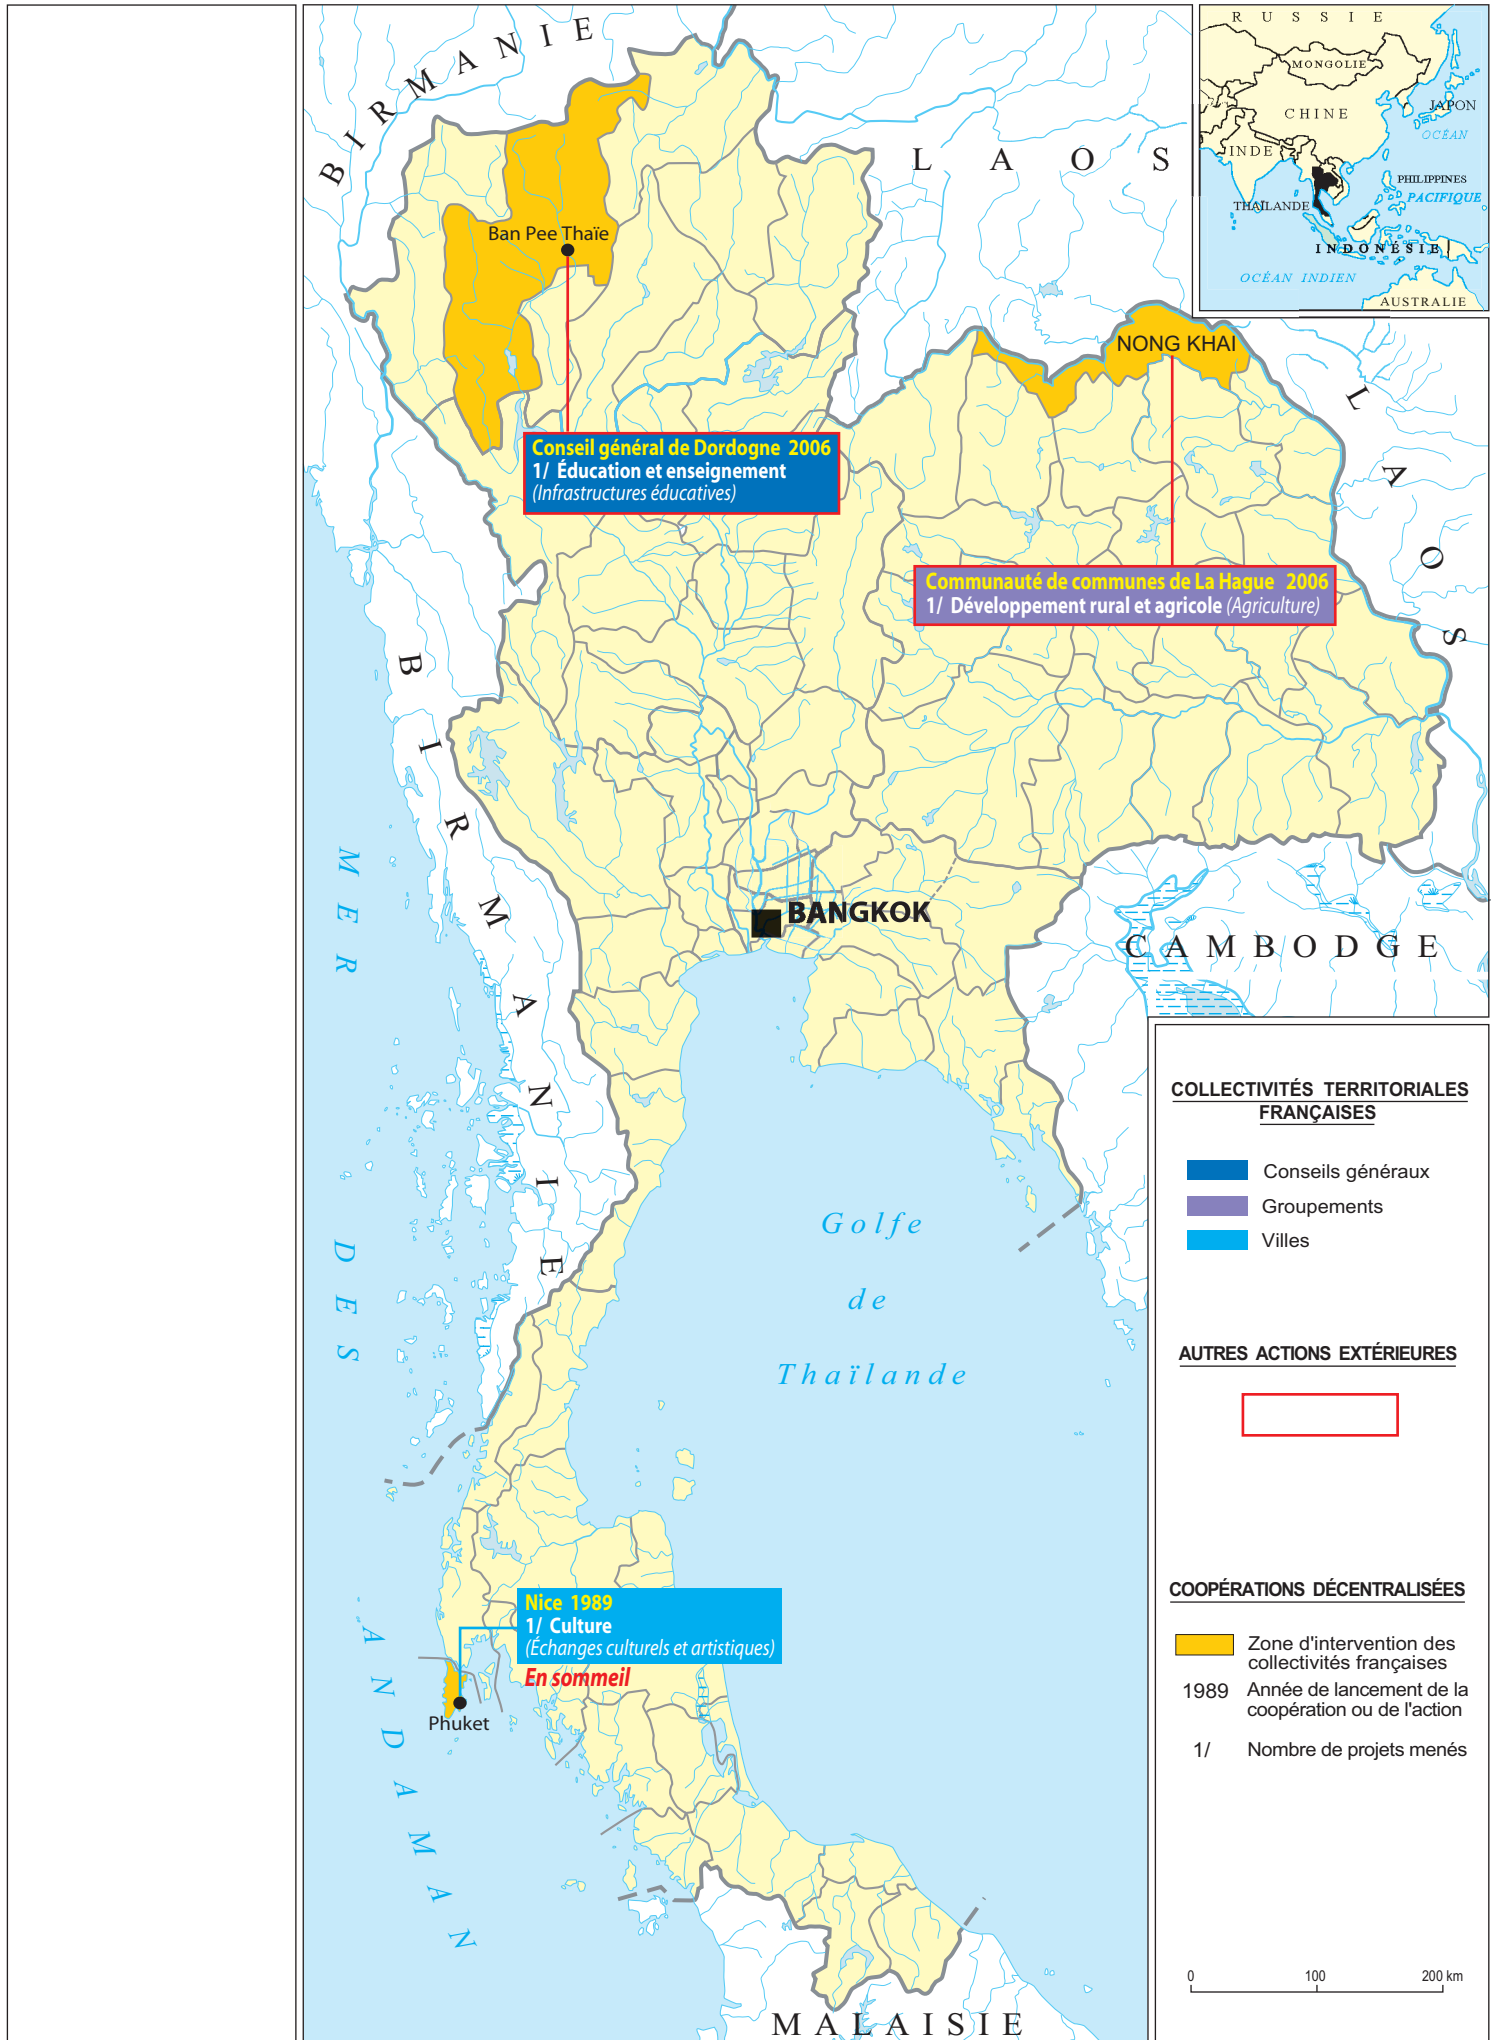 BIRMANIE
LAOS
RUSSIE
MONGOLIE
CHINE
JAPON
OCÉAN
INDE
PHILIPPINES
PACIFIQUE
THAÏLANDE
INDONÉSIE
OCÉAN INDIEN
AUSTRALIE
Ban Pee Thaïe
NONG KHAI
LAOS
Conseil général de Dordogne 2006
1/ Éducation et enseignement
(Infrastructures éducatives)
Communauté de communes de La Hague 2006
1/ Développement rural et agricole (Agriculture)
BIRMANIE
BANGKOK
CAMBODGE
MER DES ANDAMAN
Golfe
de
Thaïlande
Nice 1989
1/ Culture
(Échanges culturels et artistiques)
En sommeil
Phuket
MALAISIE
COLLECTIVITÉS TERRITORIALES
FRANÇAISES
Conseils généraux
Groupements
Villes
AUTRES ACTIONS EXTÉRIEURES
COOPÉRATIONS DÉCENTRALISÉES
Zone d'intervention des
collectivités françaises
1989 Année de lancement de la
coopération ou de l'action
1/ Nombre de projets menés
0 100 200 km